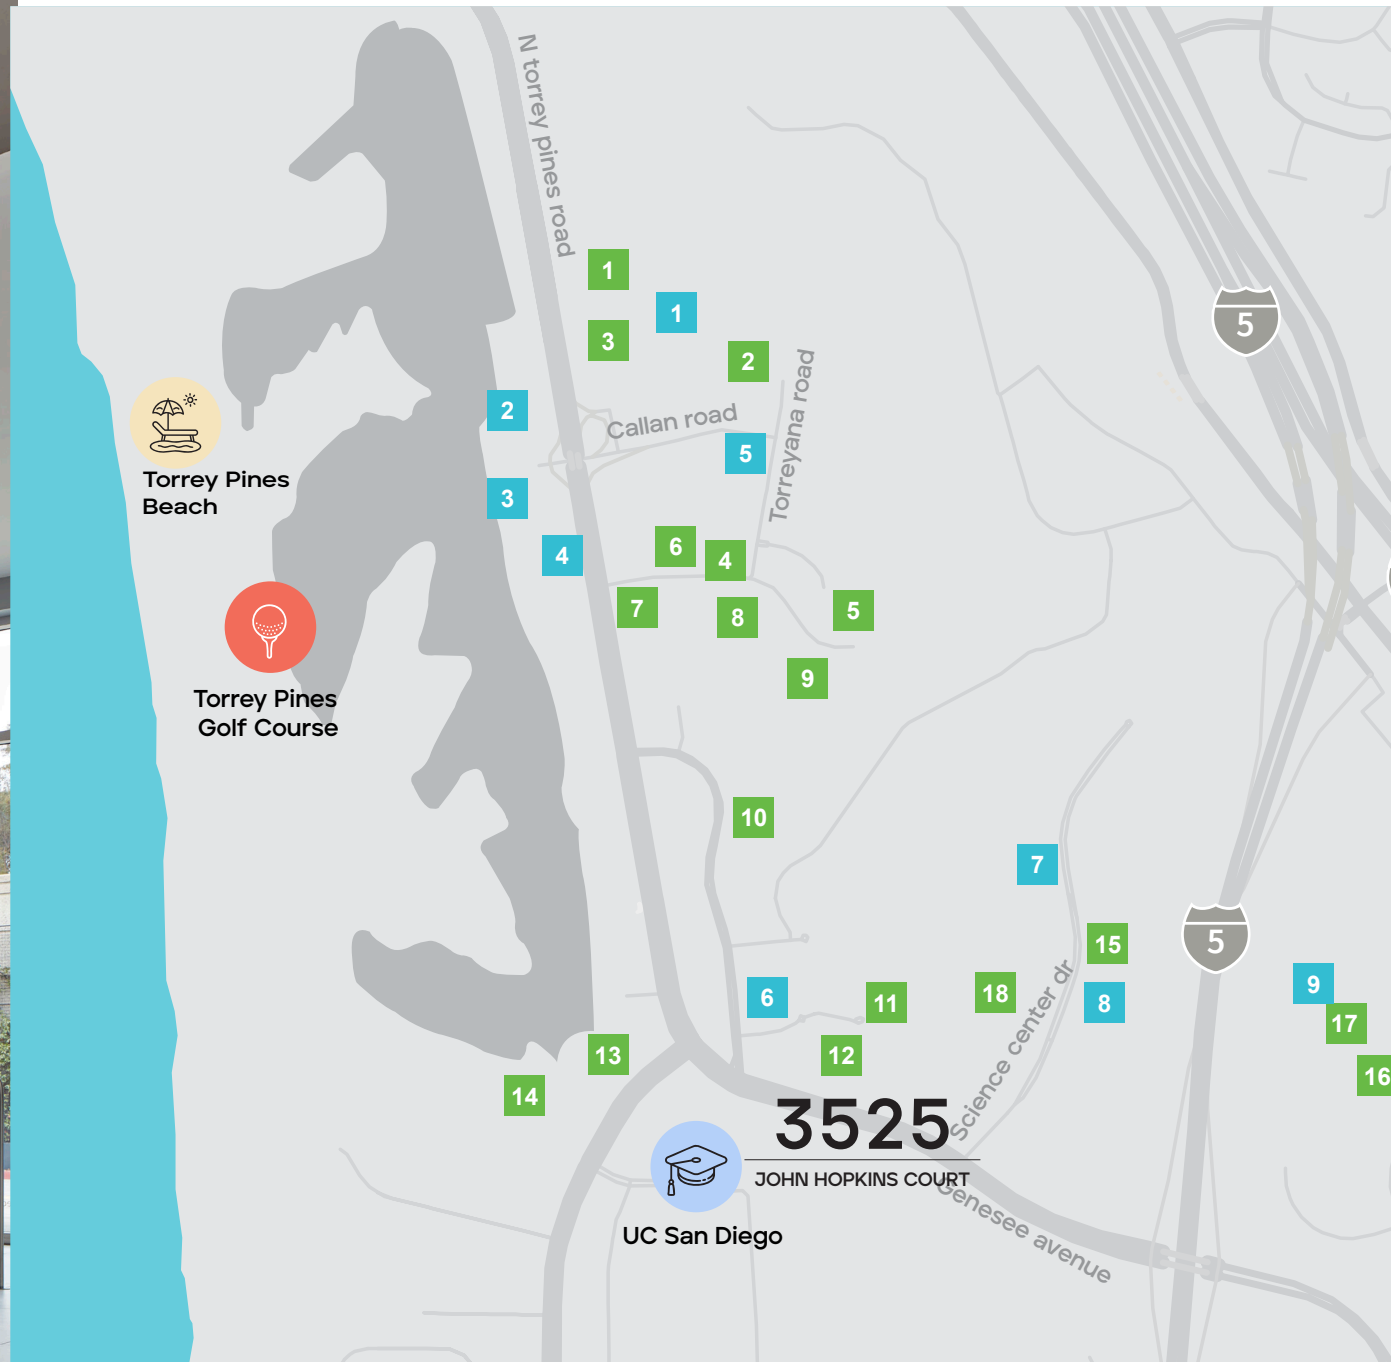 N torrey pines road
1
1
5
3
2
2
Callan road
Torreyana road
5
Torrey Pines
Beach
3
4
6
4
7
8
5
9
Torrey Pines
Golf Course
10
7
15
5
9
6
11
18
8
17
Science center dr
13
12
16
14
3525
JOHN HOPKINS COURT
Genesee avenue
UC San Diego